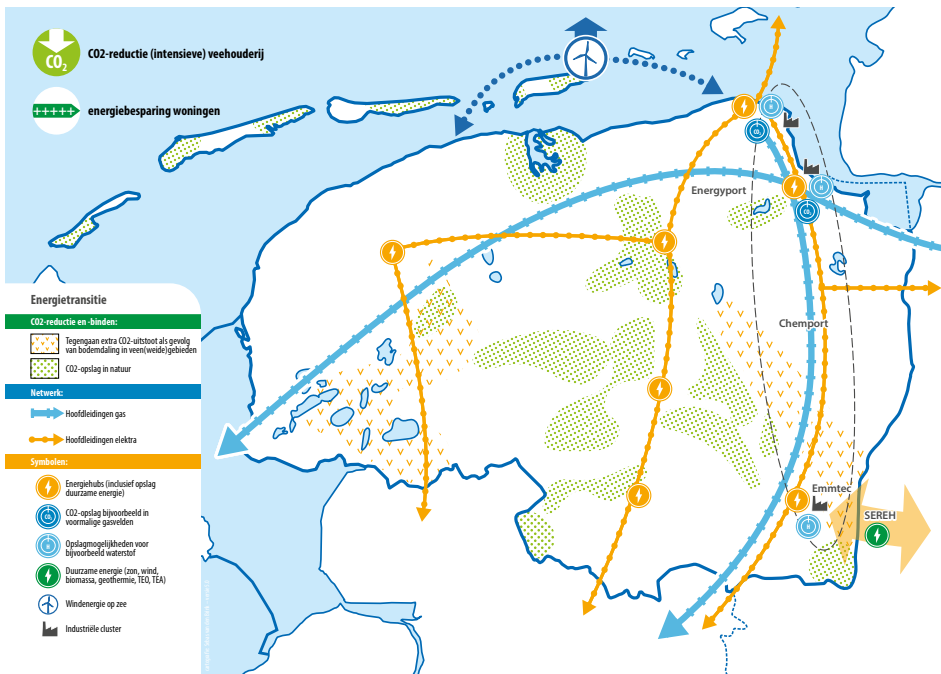 CO2
CO2-reductie (intensieve) veehouderij
+++++
energiebesparing woningen
H
CO2
H
Energyport
CO2
Chemport
Emmtec
H
SEREH
Energietransitie
CO2-reductie en -binden:
Tegengaan extra CO2-uitstoot als gevolg
van bodemdaling in veen(weide)gebieden
CO2-opslag in natuur
Netwerk:
Hoofdleidingen gas
Hoofdleidingen elektra
Symbolen:
Energiehubs (inclusief opslag
duurzame energie)
CO2
CO2-opslag bijvoorbeeld in
voormalige gasvelden
H
Opslagmogelijkheden voor
bijvoorbeeld waterstof
Duurzame energie (zon, wind,
biomassa, geothermie, TEO, TEA)
Windenergie op zee
Industriële cluster